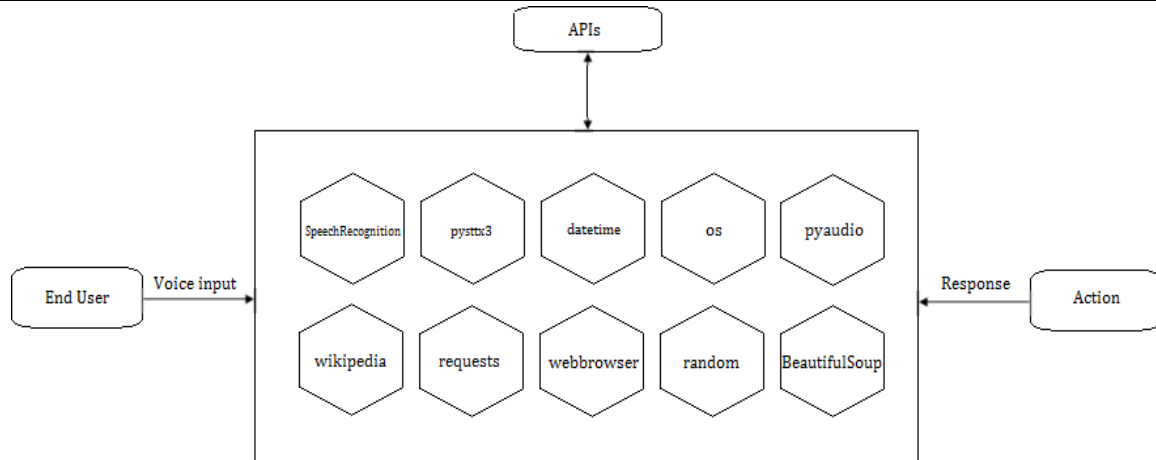 APIs
SpeechRecognition
pysttx3
datetime
os
pyaudio
End User
Voice input
Response
Action
wikipedia
requests
webbrowser
random
BeautifulSoup